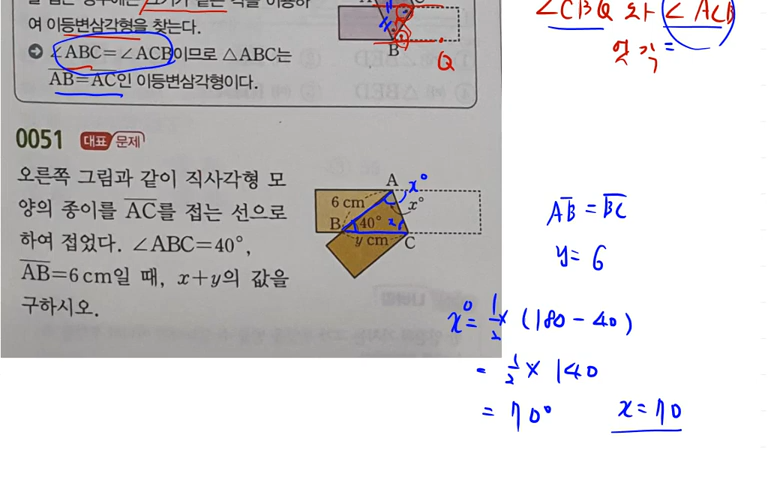 여 이등변삼각형을 찾는다.
∠ABC=∠ACB이므로 △ABC는
AB=AC인 이등변삼각형이다.
B
Q
∠CBQ 와 ∠ACB
엇각 =
0051 대표 문제
오른쪽 그림과 같이 직사각형 모
양의 종이를 AC를 접는 선으로
하여 접었다. ∠ABC=40°,
AB=6 cm일 때, x+y의 값을
구하시오.
A x°
6 cm x°
B 40° x
y cm C
AB = BC
y = 6
x° = 1/2 × (180 - 40)
= 1/2 × 140
= 70° x = 70